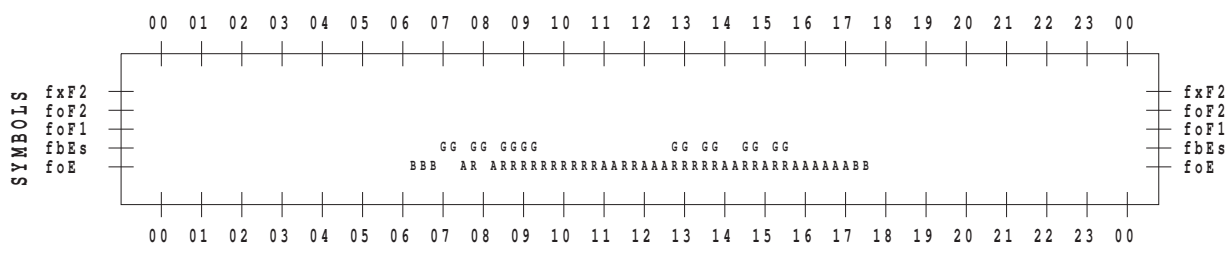 00 01 02 03 04 05 06 07 08 09 10 11 12 13 14 15 16 17 18 19 20 21 22 23 00
SYMBOLS
fxF2 fxF2
foF2 foF2
foF1 foF1
fbEs GG GG GGGG GG GG GG GG fbEs
foE BBB AR ARRRRRRRRRRAARRAAARRRRRAARRARRAAAAAABB foE
00 01 02 03 04 05 06 07 08 09 10 11 12 13 14 15 16 17 18 19 20 21 22 23 00